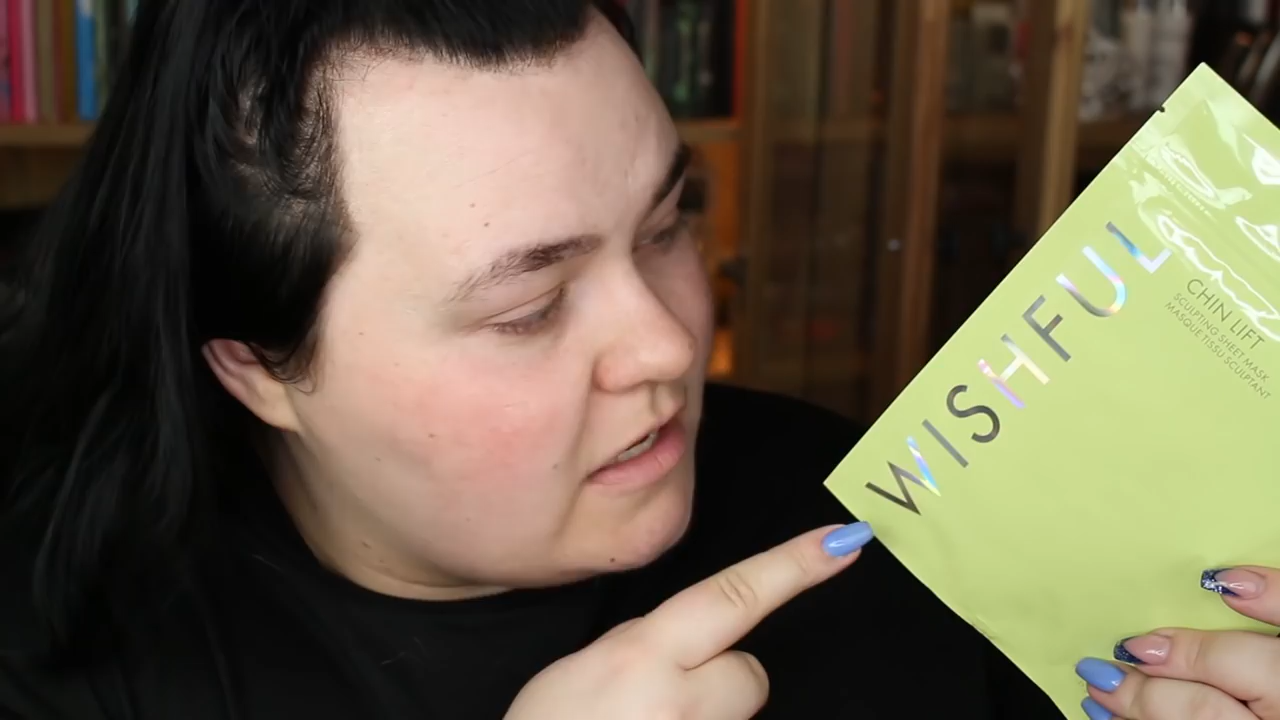 WISHFUL
CHIN LIFT
SCULPTING SHEET MASK
MASQUE TISSU SCULPTANT